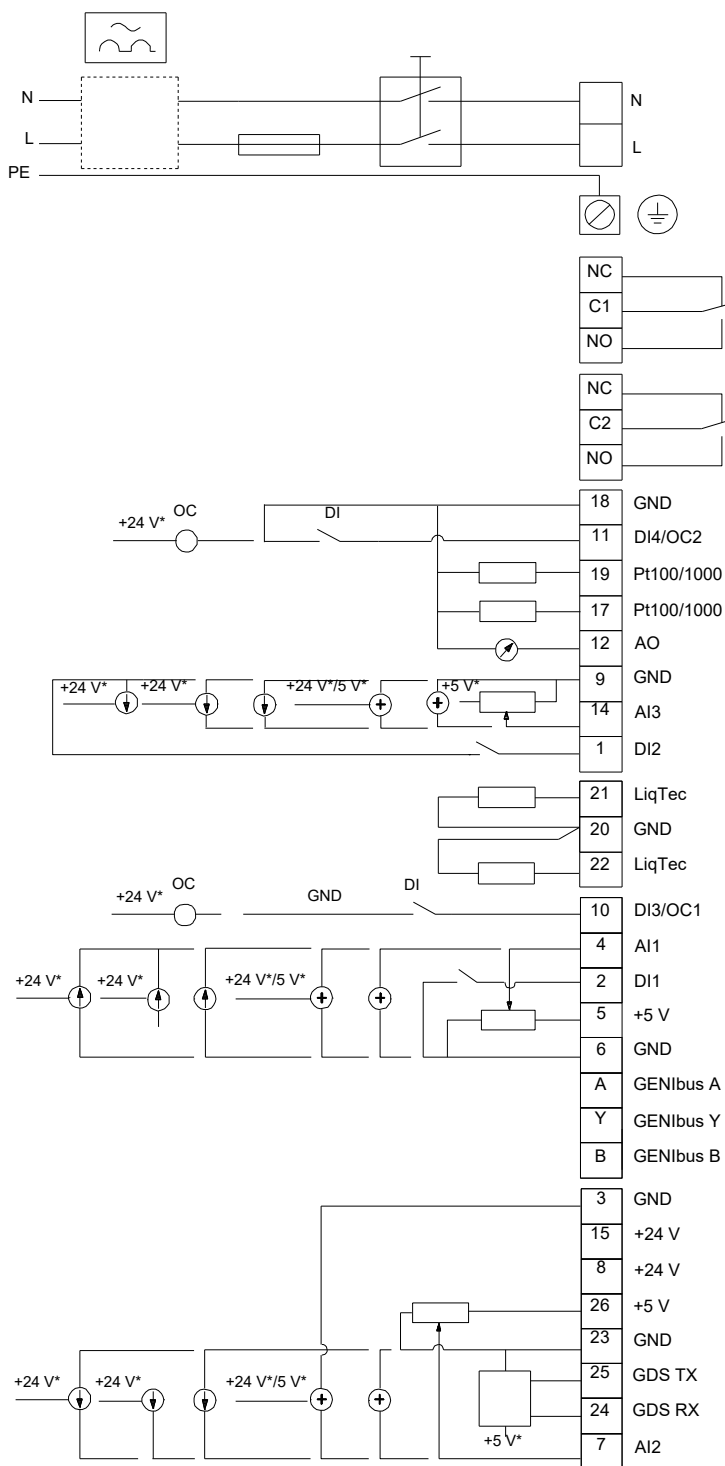 N N
L L
PE
NC
C1
NO
NC
C2
NO
18 GND
OC DI
+24 V* 11 DI4/OC2
19 Pt100/1000
17 Pt100/1000
12 AO
9 GND
+24 V* +24 V* +24 V*/5 V* +5 V*
14 AI3
1 DI2
21 LiqTec
20 GND
22 LiqTec
OC DI
+24 V* GND 10 DI3/OC1
4 AI1
+24 V* +24 V* +24 V*/5 V* 2 DI1
5 +5 V
6 GND
A GENIbus A
Y GENIbus Y
B GENIbus B
3 GND
15 +24 V
8 +24 V
26 +5 V
23 GND
25 GDS TX
+24 V* +24 V* +24 V*/5 V*
24 GDS RX
+5 V*
7 AI2